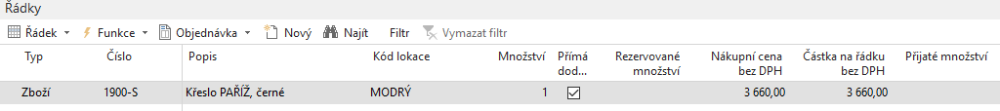 Řádky
Řádek Funkce Objednávka Nový Najít Filtr Vymazat filtr
Typ Číslo Popis Kód lokace Množství Přímá dod... Rezervované množství Nákupní cena bez DPH Částka na řádku bez DPH Přijaté množství
Zboží 1900-S Křeslo PAŘÍŽ, černé MODRÝ 1 3 660,00 3 660,00